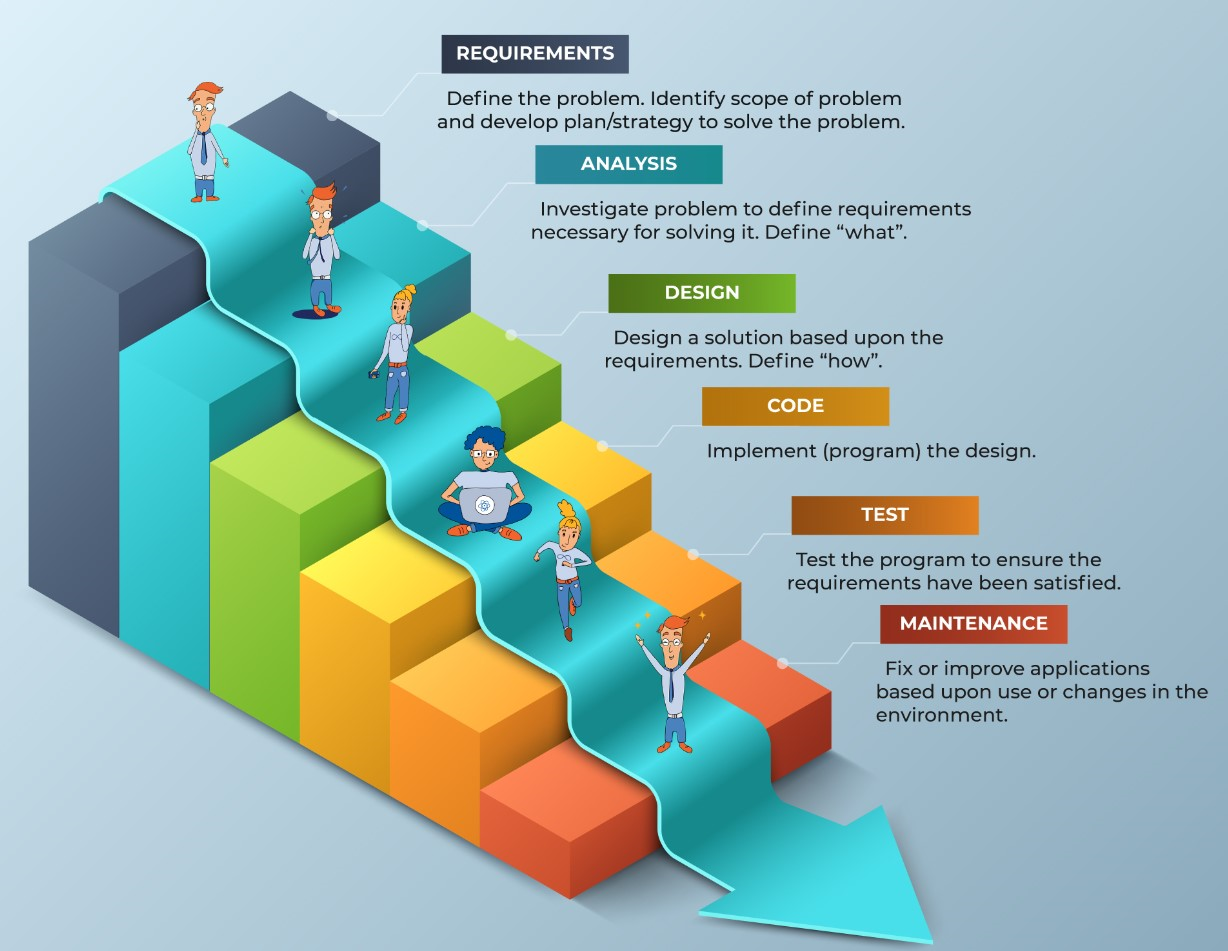 REQUIREMENTS
Define the problem. Identify scope of problem
and develop plan/strategy to solve the problem.
ANALYSIS
Investigate problem to define requirements
necessary for solving it. Define “what”.
DESIGN
Design a solution based upon the
requirements. Define “how”.
CODE
Implement (program) the design.
TEST
Test the program to ensure the
requirements have been satisfied.
MAINTENANCE
Fix or improve applications
based upon use or changes in the
environment.